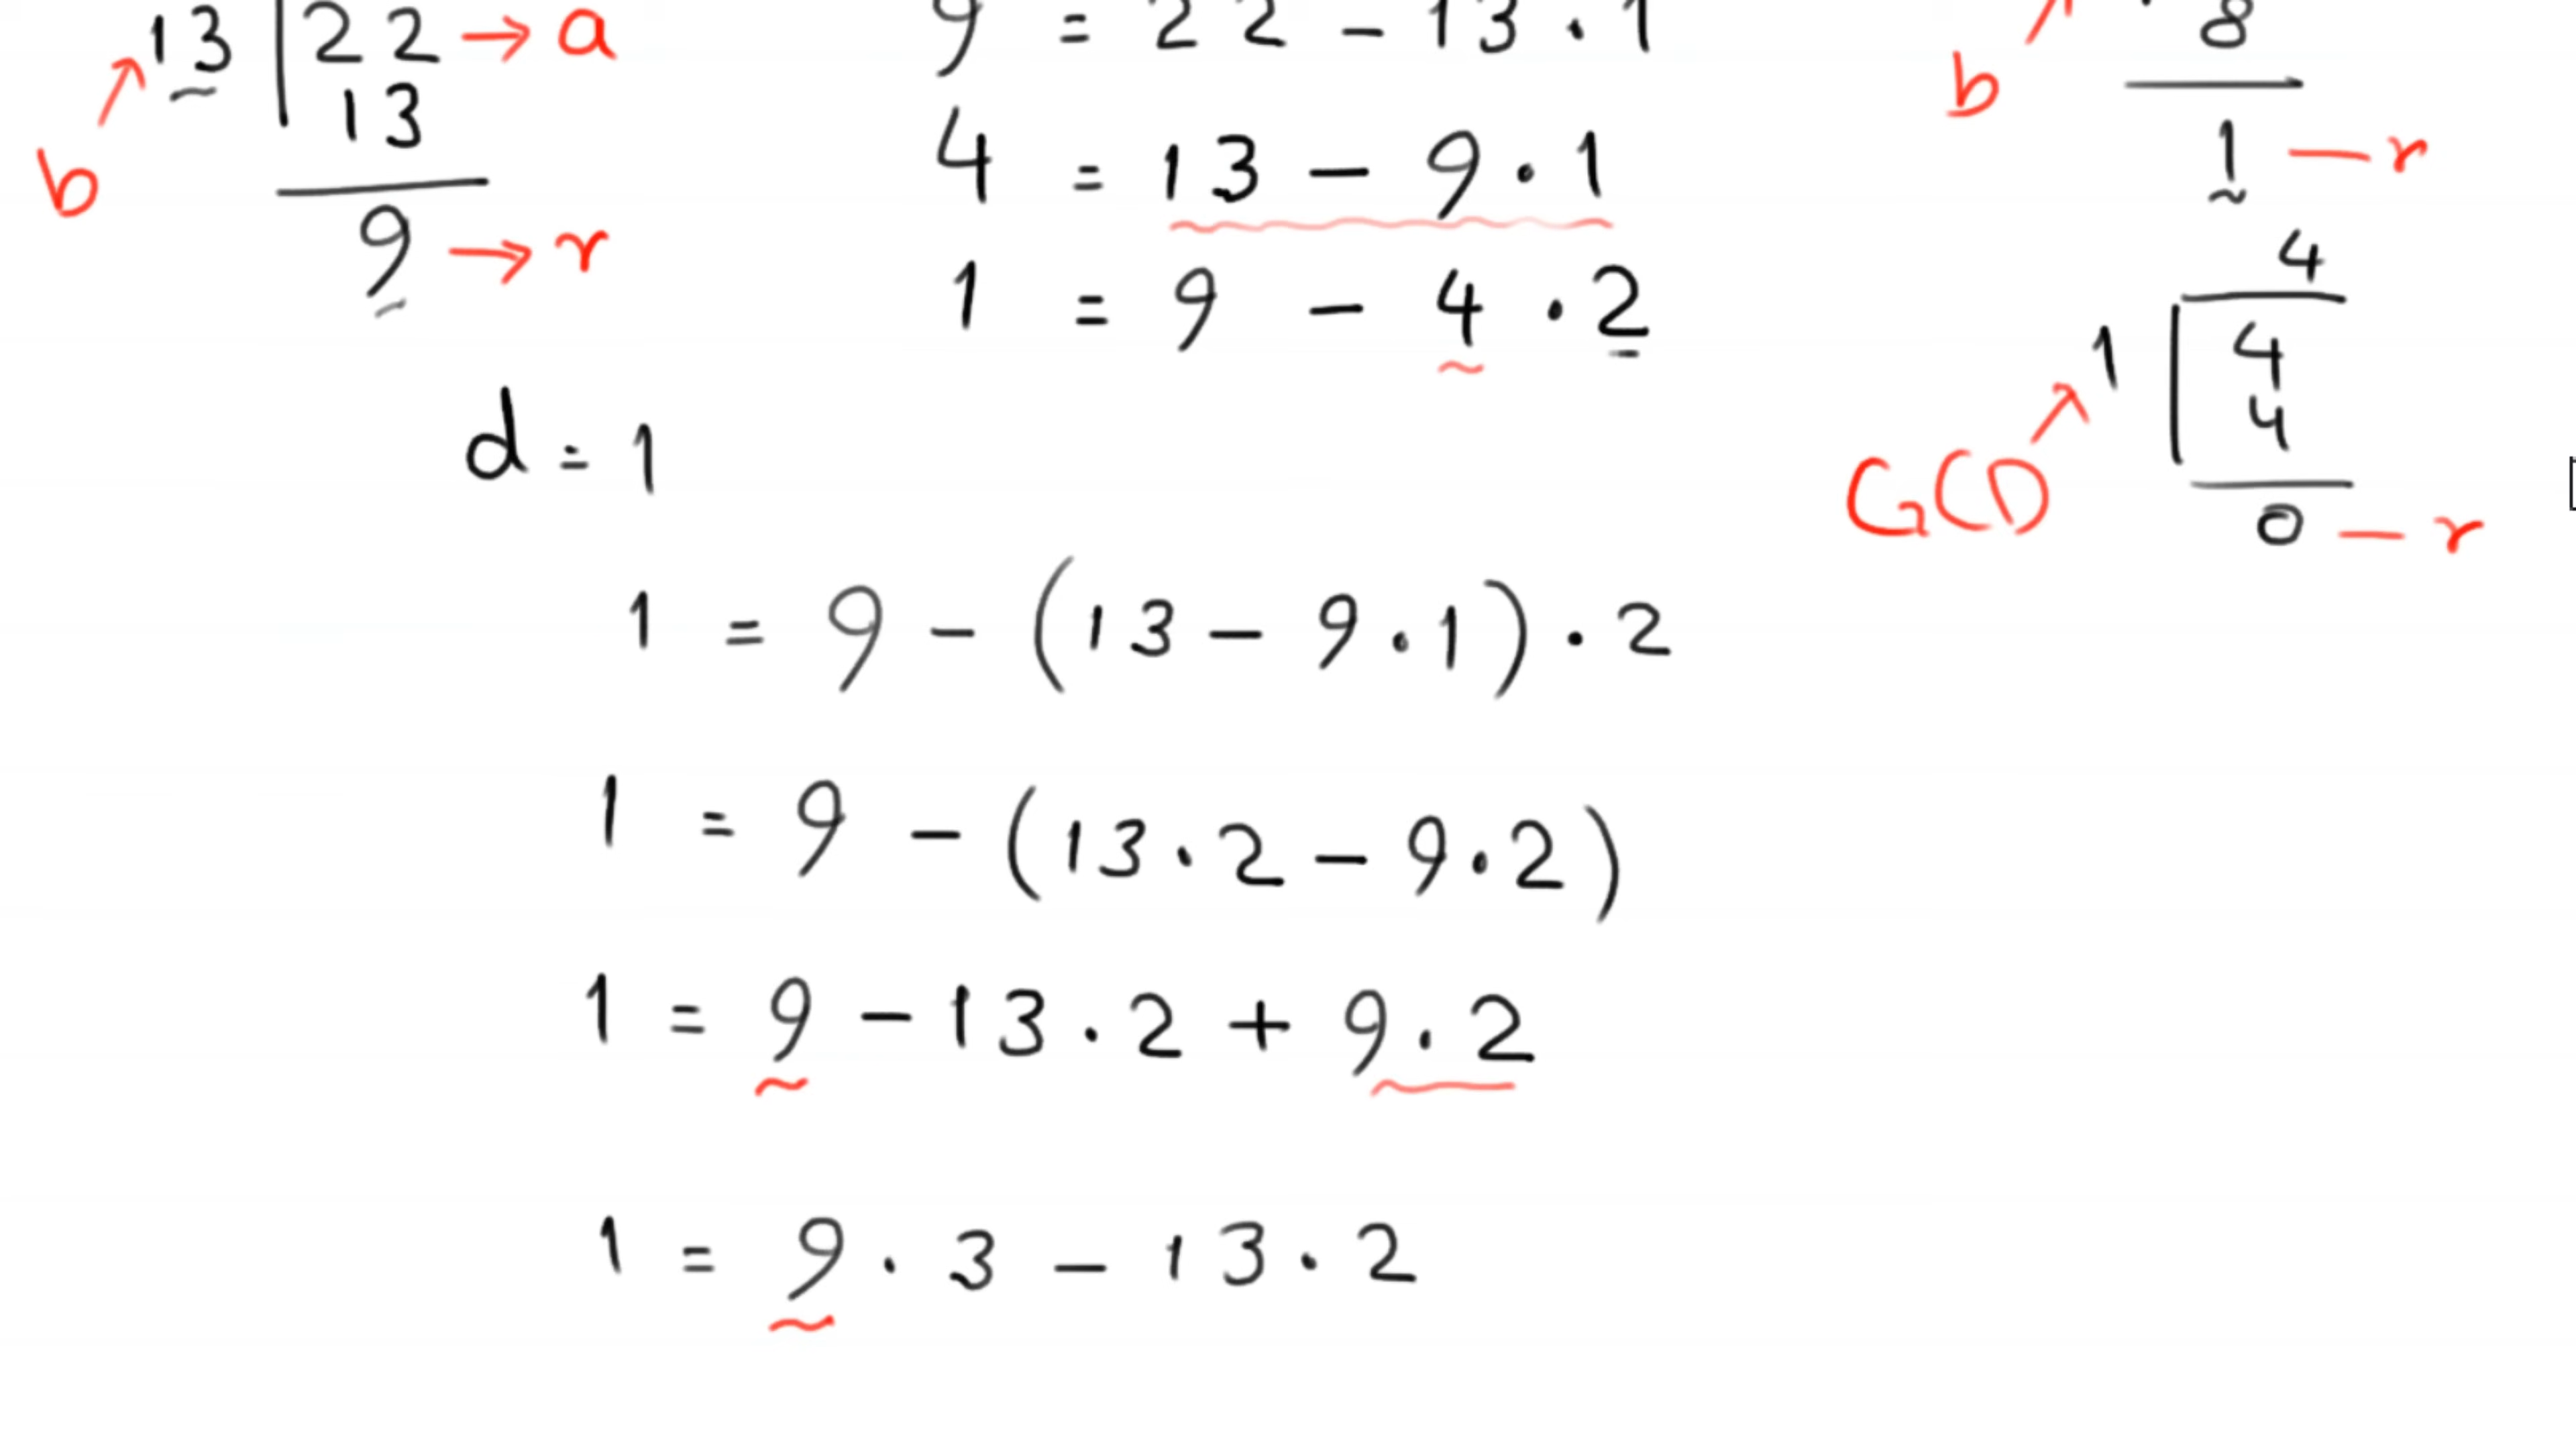 13 | 22 → a
b
13
9 → r
9 = 22 - 13 · 1
4 = 13 - 9 · 1
1 = 9 - 4 · 2
b
8
1 — r
4
1 | 4
4
GCD
0 — r
d = 1
1 = 9 - (13 - 9 · 1) · 2
1 = 9 - (13 · 2 - 9 · 2)
1 = 9 - 13 · 2 + 9 · 2
1 = 9 · 3 - 13 · 2